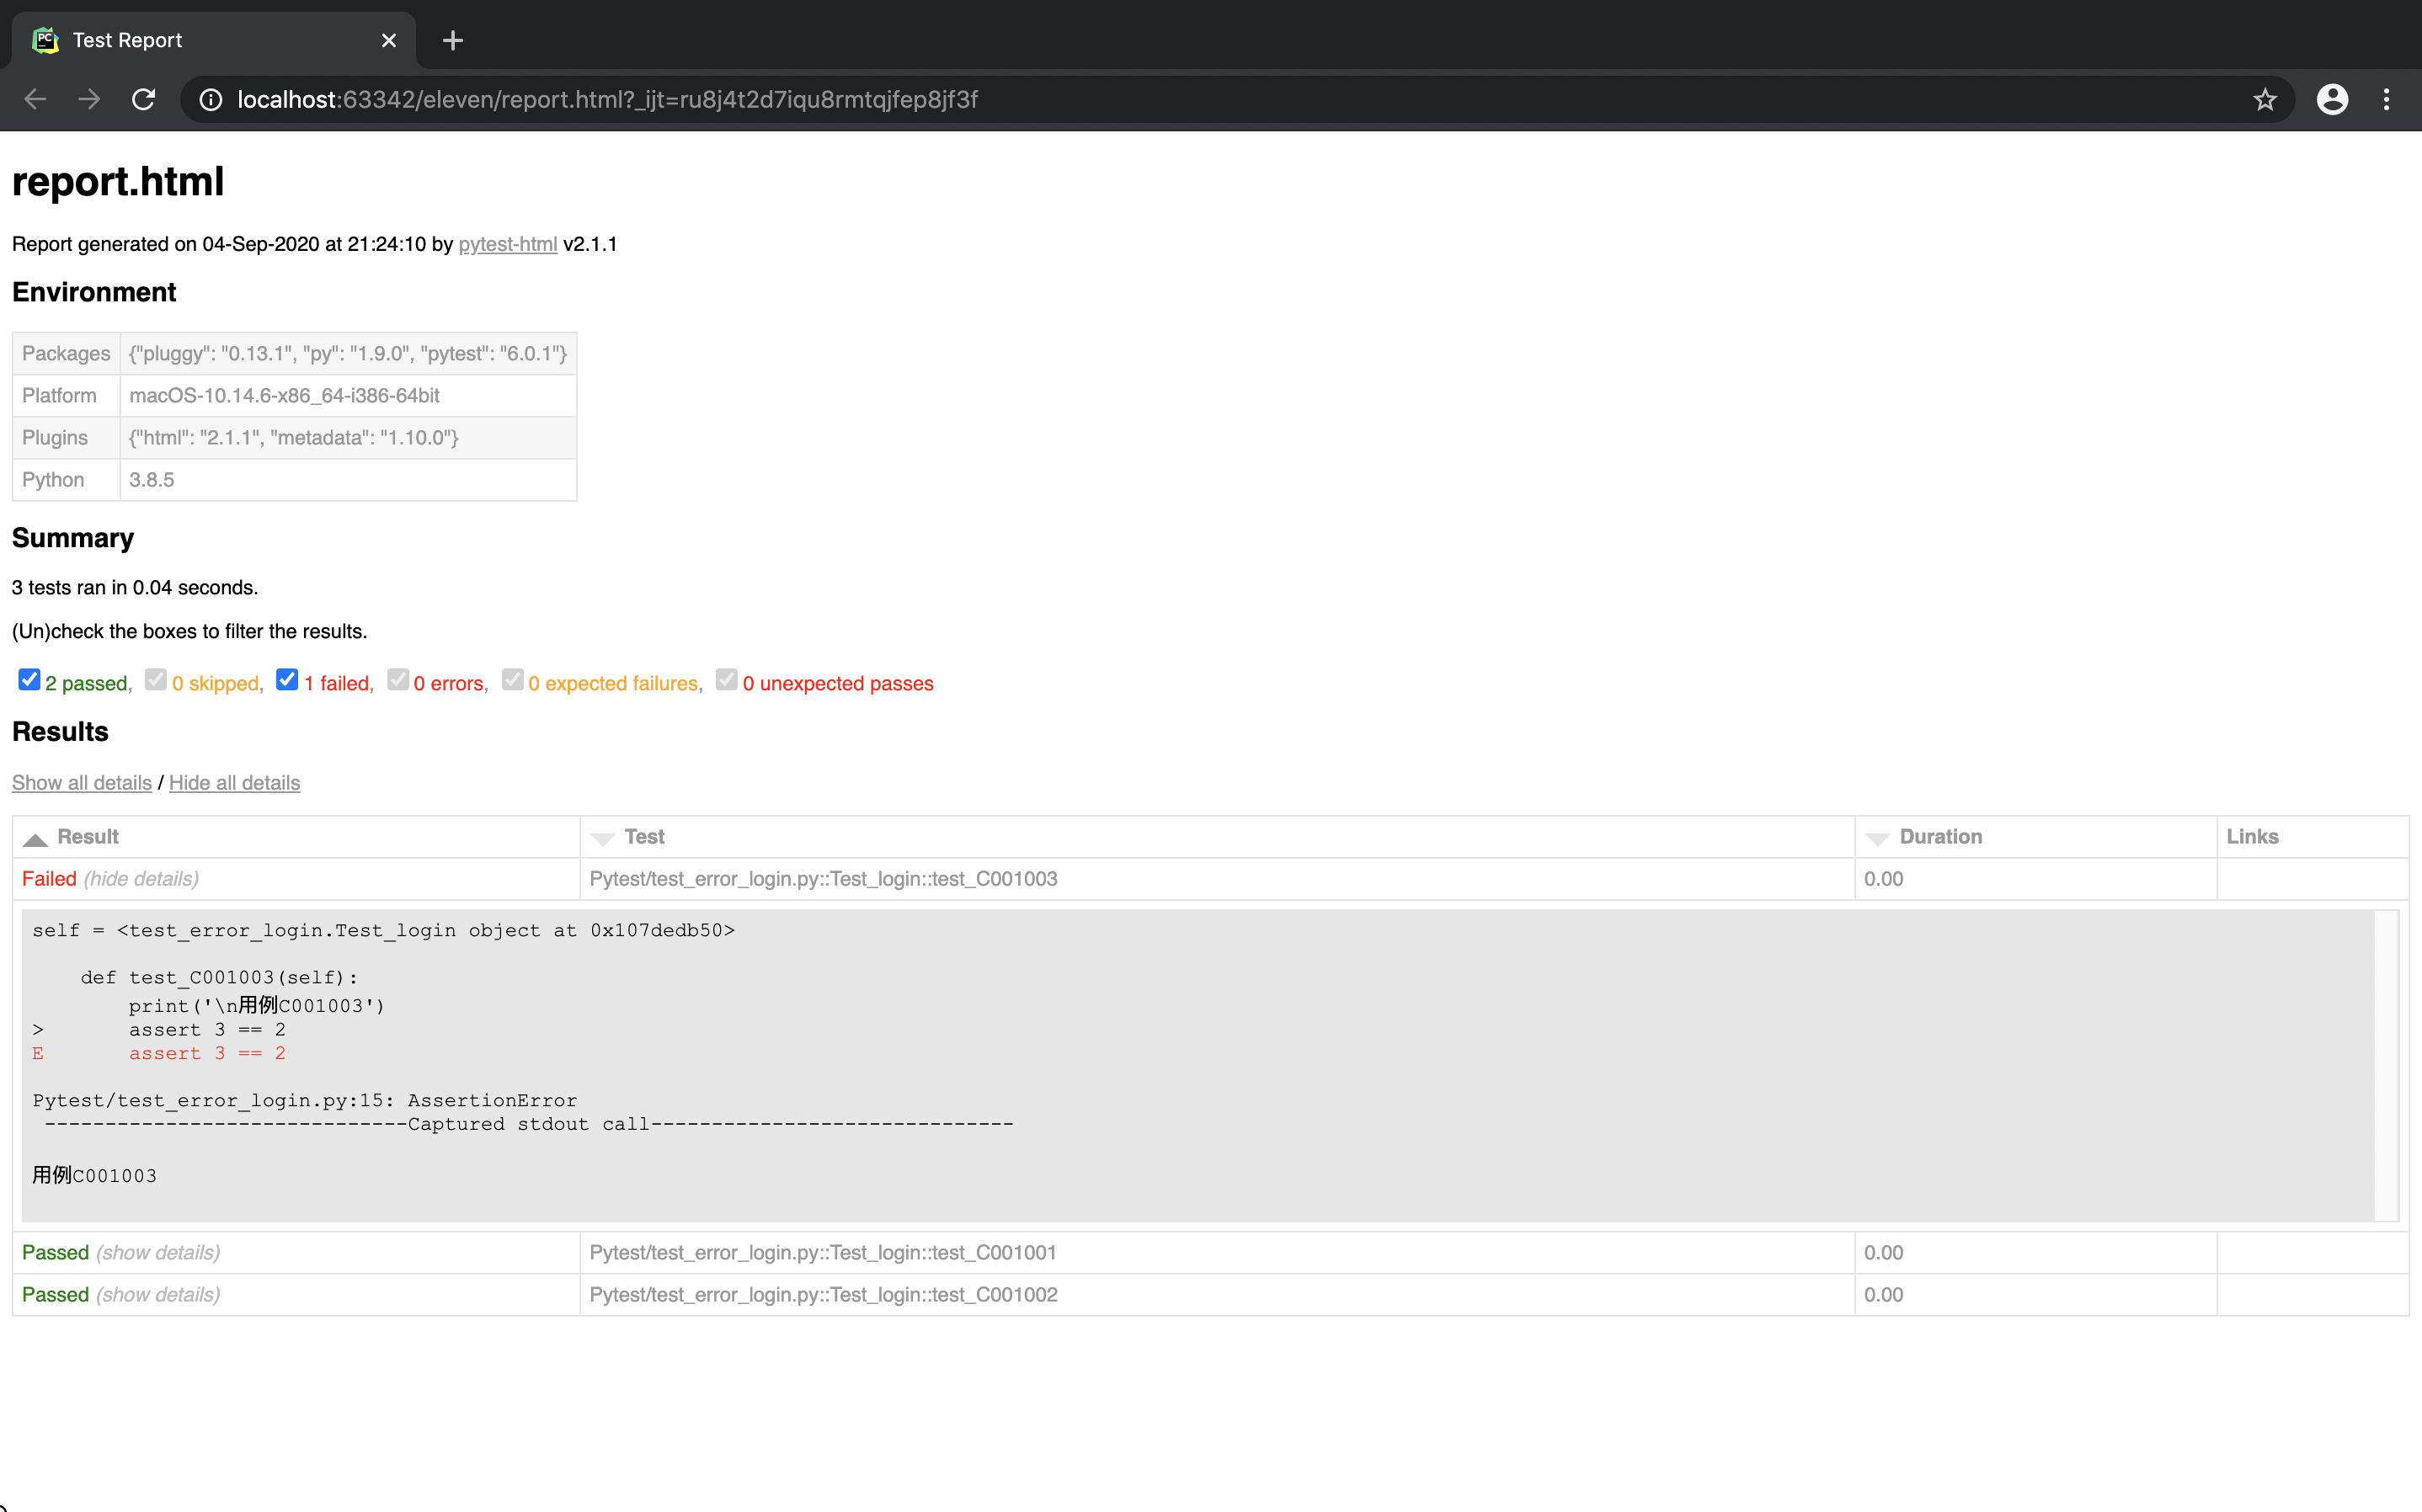 Test Report
localhost:63342/eleven/report.html?_ijt=ru8j4t2d7iqu8rmtqjfep8jf3f
report.html
Report generated on 04-Sep-2020 at 21:24:10 by pytest-html v2.1.1
Environment
Packages {"pluggy": "0.13.1", "py": "1.9.0", "pytest": "6.0.1"}
Platform macOS-10.14.6-x86_64-i386-64bit
Plugins {"html": "2.1.1", "metadata": "1.10.0"}
Python 3.8.5
Summary
3 tests ran in 0.04 seconds.
(Un)check the boxes to filter the results.
2 passed, 0 skipped, 1 failed, 0 errors, 0 expected failures, 0 unexpected passes
Results
Show all details / Hide all details
Result Test Duration Links
Failed (hide details) Pytest/test_error_login.py::Test_login::test_C001003 0.00
self = <test_error_login.Test_login object at 0x107dedb50>
def test_C001003(self):
print('\n用例C001003')
> assert 3 == 2
E assert 3 == 2
Pytest/test_error_login.py:15: AssertionError
------------------------------Captured stdout call------------------------------
用例C001003
Passed (show details) Pytest/test_error_login.py::Test_login::test_C001001 0.00
Passed (show details) Pytest/test_error_login.py::Test_login::test_C001002 0.00